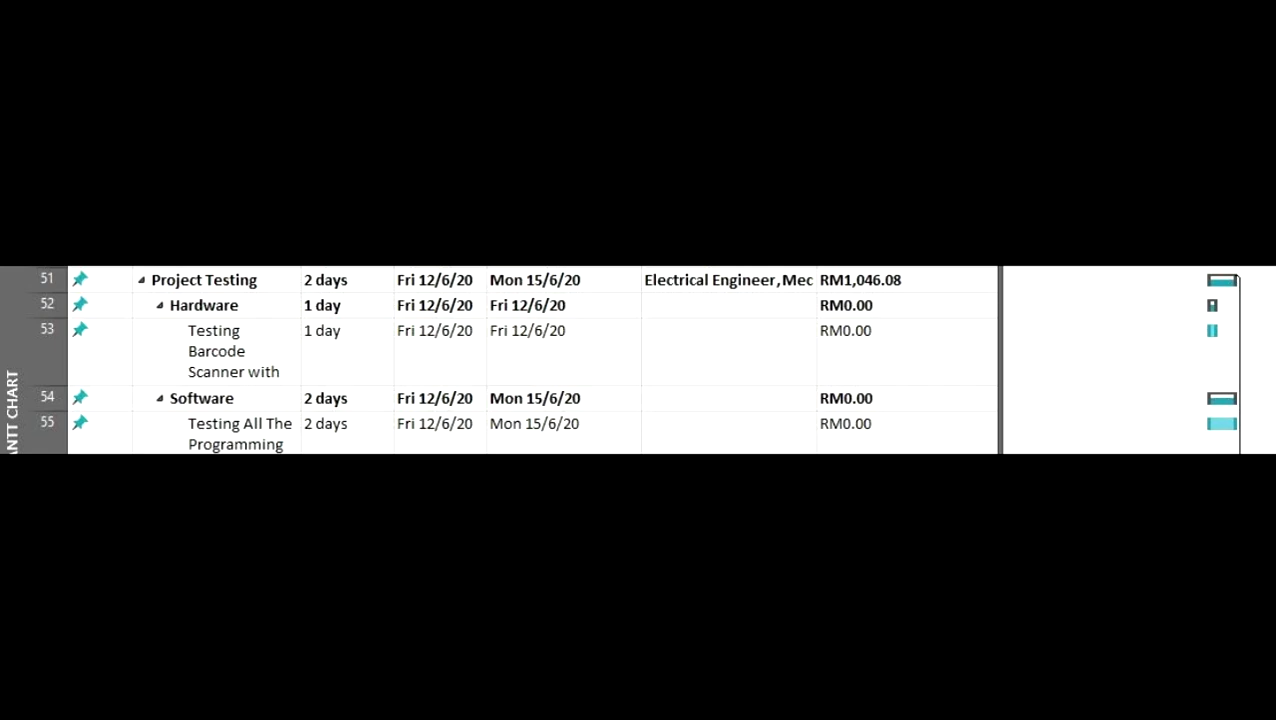 51 Project Testing 2 days Fri 12/6/20 Mon 15/6/20 Electrical Engineer,Mec RM1,046.08
52 Hardware 1 day Fri 12/6/20 Fri 12/6/20 RM0.00
53 Testing 1 day Fri 12/6/20 Fri 12/6/20 RM0.00
Barcode
Scanner with
54 Software 2 days Fri 12/6/20 Mon 15/6/20 RM0.00
55 Testing All The 2 days Fri 12/6/20 Mon 15/6/20 RM0.00
Programming
ANTT CHART